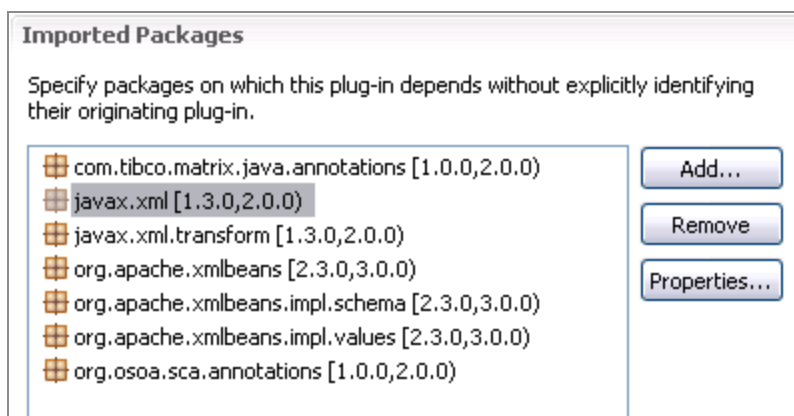 Imported Packages
Specify packages on which this plug-in depends without explicitly identifying
their originating plug-in.
com.tibco.matrix.java.annotations [1.0.0,2.0.0)
javax.xml [1.3.0,2.0.0)
javax.xml.transform [1.3.0,2.0.0)
org.apache.xmlbeans [2.3.0,3.0.0)
org.apache.xmlbeans.impl.schema [2.3.0,3.0.0)
org.apache.xmlbeans.impl.values [2.3.0,3.0.0)
org.osoa.sca.annotations [1.0.0,2.0.0)
Add...
Remove
Properties...